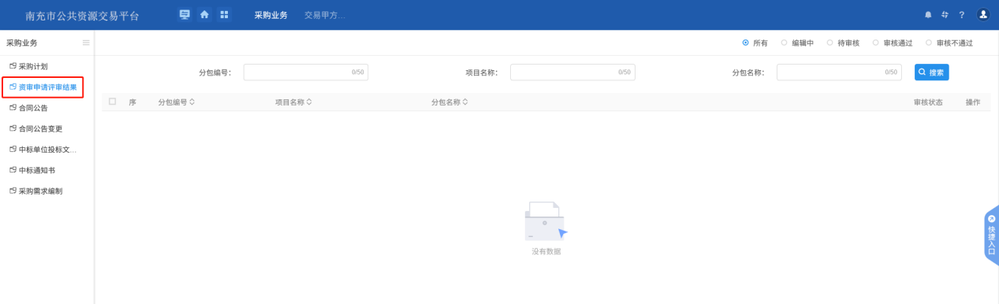 南充市公共资源交易平台 采购业务 交易甲方...
采购业务
所有 编辑中 待审核 审核通过 审核不通过
采购计划
资审申请评审结果
合同公告
合同公告变更
中标单位投标文...
中标通知书
采购需求编制
分包编号： 0/50 项目名称： 0/50 分包名称： 0/50 搜索
序 分包编号 项目名称 分包名称 审核状态 操作
没有数据
快捷入口